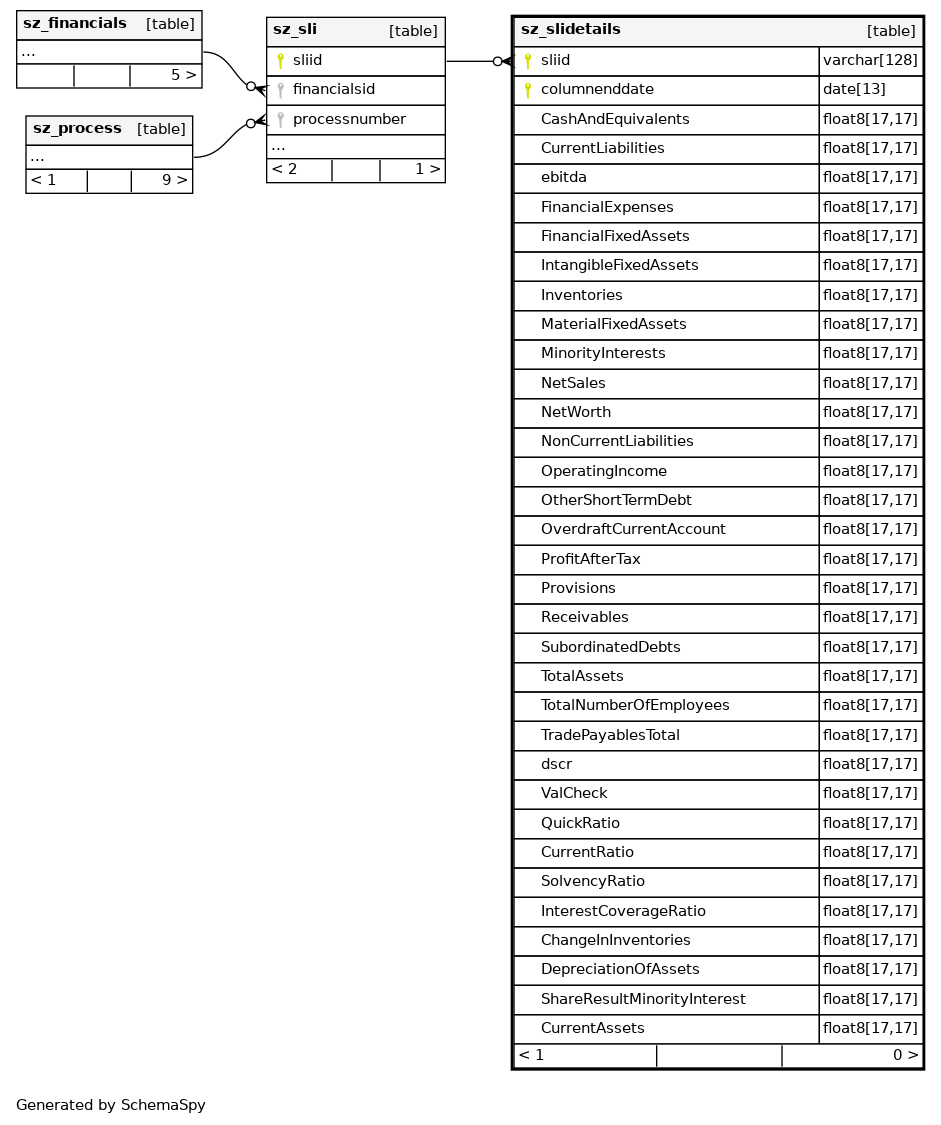 sz_financials [table]
...
5 >
sz_process [table]
...
< 1 9 >
sz_sli [table]
sliid
financialsid
processnumber
...
< 2 1 >
sz_slidetails [table]
sliid varchar[128]
columnenddate date[13]
CashAndEquivalents float8[17,17]
CurrentLiabilities float8[17,17]
ebitda float8[17,17]
FinancialExpenses float8[17,17]
FinancialFixedAssets float8[17,17]
IntangibleFixedAssets float8[17,17]
Inventories float8[17,17]
MaterialFixedAssets float8[17,17]
MinorityInterests float8[17,17]
NetSales float8[17,17]
NetWorth float8[17,17]
NonCurrentLiabilities float8[17,17]
OperatingIncome float8[17,17]
OtherShortTermDebt float8[17,17]
OverdraftCurrentAccount float8[17,17]
ProfitAfterTax float8[17,17]
Provisions float8[17,17]
Receivables float8[17,17]
SubordinatedDebts float8[17,17]
TotalAssets float8[17,17]
TotalNumberOfEmployees float8[17,17]
TradePayablesTotal float8[17,17]
dscr float8[17,17]
ValCheck float8[17,17]
QuickRatio float8[17,17]
CurrentRatio float8[17,17]
SolvencyRatio float8[17,17]
InterestCoverageRatio float8[17,17]
ChangeInInventories float8[17,17]
DepreciationOfAssets float8[17,17]
ShareResultMinorityInterest float8[17,17]
CurrentAssets float8[17,17]
< 1 0 >
Generated by SchemaSpy